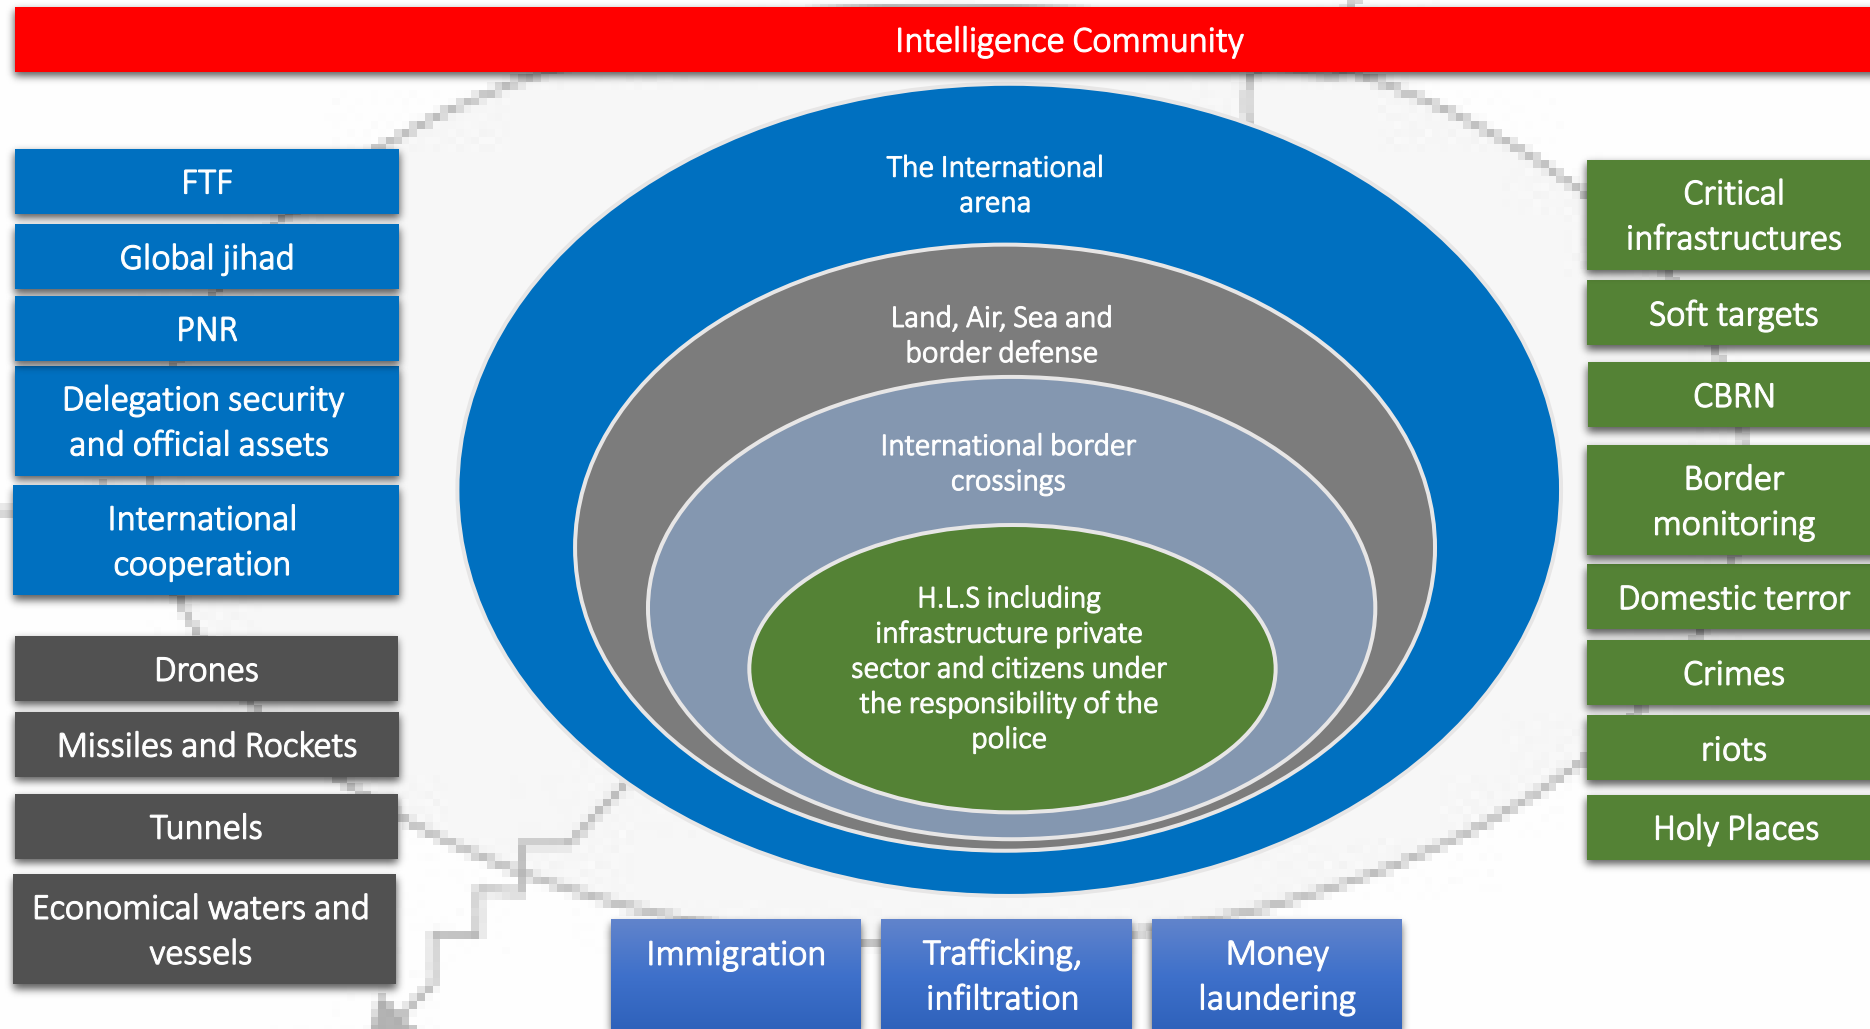 Intelligence Community
FTF
Global jihad
PNR
Delegation security
and official assets
International
cooperation
Drones
Missiles and Rockets
Tunnels
Economical waters and
vessels
The International
arena
Land, Air, Sea and
border defense
International border
crossings
H.L.S including
infrastructure private
sector and citizens under
the responsibility of the
police
Immigration
Trafficking,
infiltration
Money
laundering
Critical
infrastructures
Soft targets
CBRN
Border
monitoring
Domestic terror
Crimes
riots
Holy Places